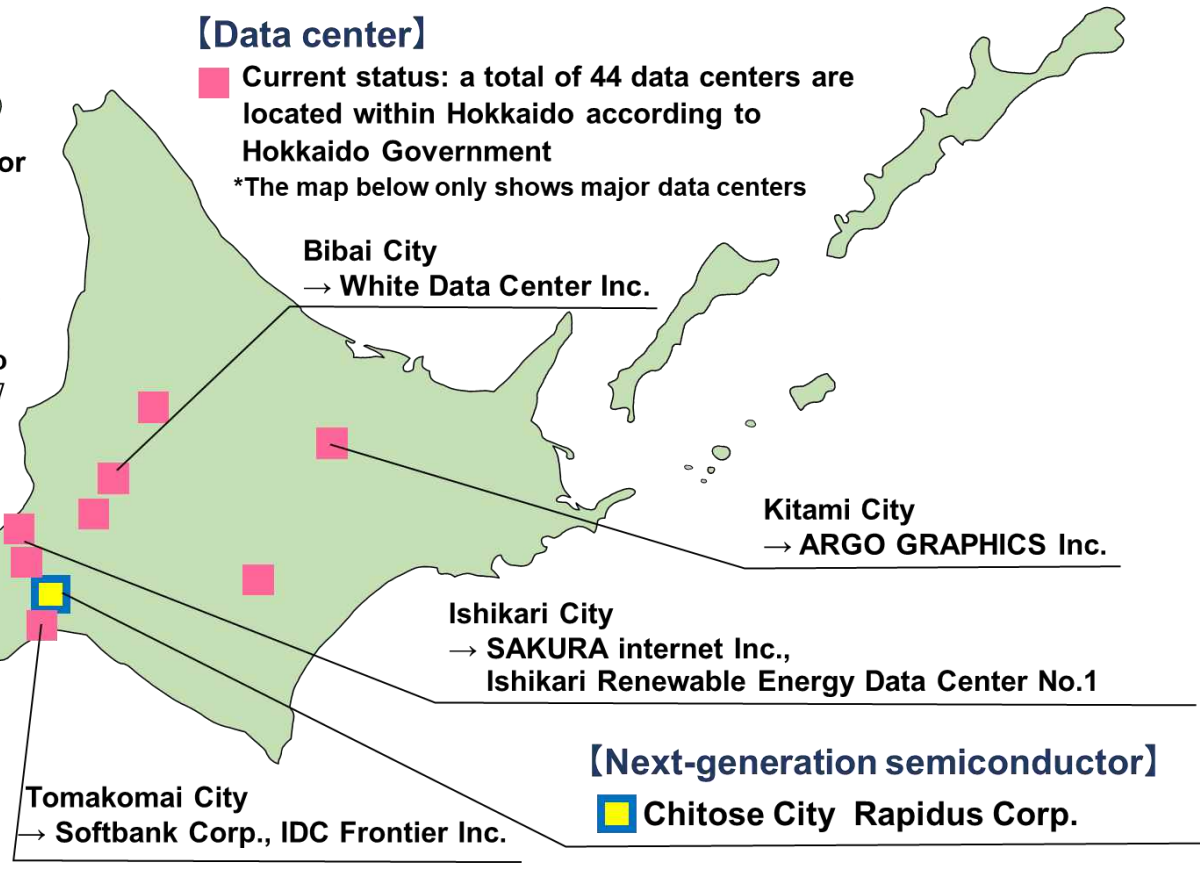 【Data center】
Current status: a total of 44 data centers are
located within Hokkaido according to
Hokkaido Government
*The map below only shows major data centers
or
Bibai City
→ White Data Center Inc.
Kitami City
→ ARGO GRAPHICS Inc.
Ishikari City
→ SAKURA internet Inc.,
Ishikari Renewable Energy Data Center No.1
【Next-generation semiconductor】
Chitose City Rapidus Corp.
Tomakomai City
→ Softbank Corp., IDC Frontier Inc.